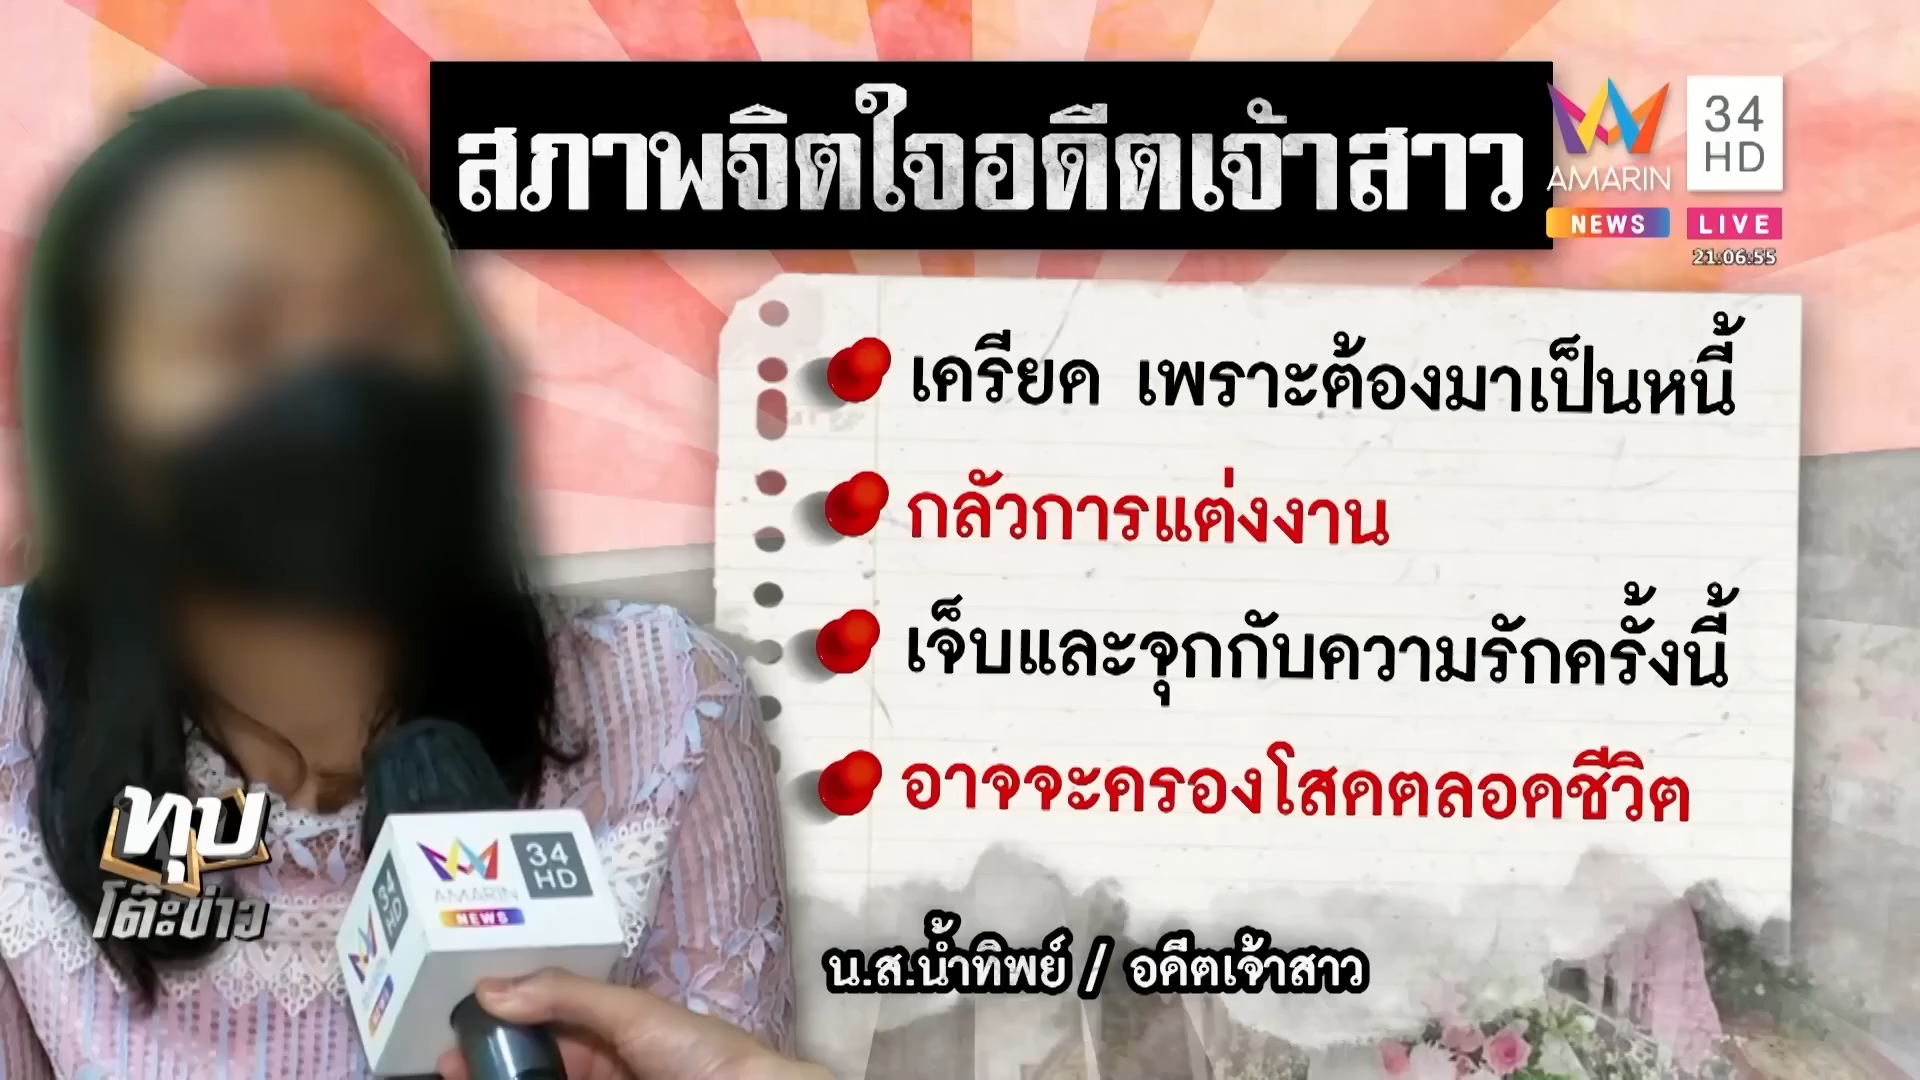 สภาพจิตใจอดีตเจ้าสาว
AMARIN
NEWS
34
HD
LIVE
21:06:55
เครียด เพราะต้องมาเป็นหนี้
กลัวการแต่งงาน
เจ็บและจุกกับความรักครั้งนี้
อาจจะครองโสดตลอดชีวิต
น.ส.น้ำทิพย์ / อดีตเจ้าสาว
ทุบ
โต๊ะข่าว
AMARIN
NEWS
34
HD
34
HD
NEWS